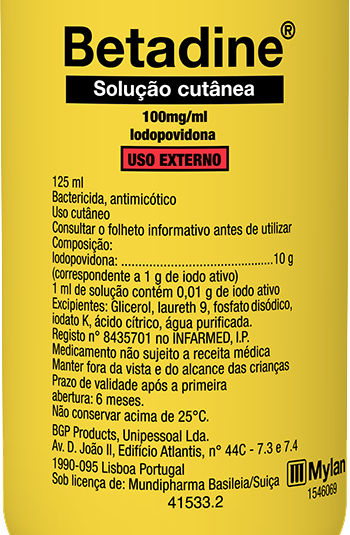 Betadine®
Solução cutânea
100mg/ml
Iodopovidona
USO EXTERNO
125 ml
Bactericida, antimicótico
Uso cutâneo
Consultar o folheto informativo antes de utilizar
Composição:
Iodopovidona: ..............................................10 g
(correspondente a 1 g de iodo ativo)
1 ml de solução contém 0,01 g de iodo ativo
Excipientes: Glicerol, laureth 9, fosfato disódico,
iodato K, ácido cítrico, água purificada.
Registo n° 8435701 no INFARMED, I.P.
Medicamento não sujeito a receita médica
Manter fora da vista e do alcance das crianças
Prazo de validade após a primeira
abertura: 6 meses.
Não conservar acima de 25°C.
BGP Products, Unipessoal Lda.
Av. D. João II, Edifício Atlantis, n° 44C - 7.3 e 7.4
1990-095 Lisboa Portugal
Sob licença de: Mundipharma Basileia/Suiça
Mylan
1546069
41533.2